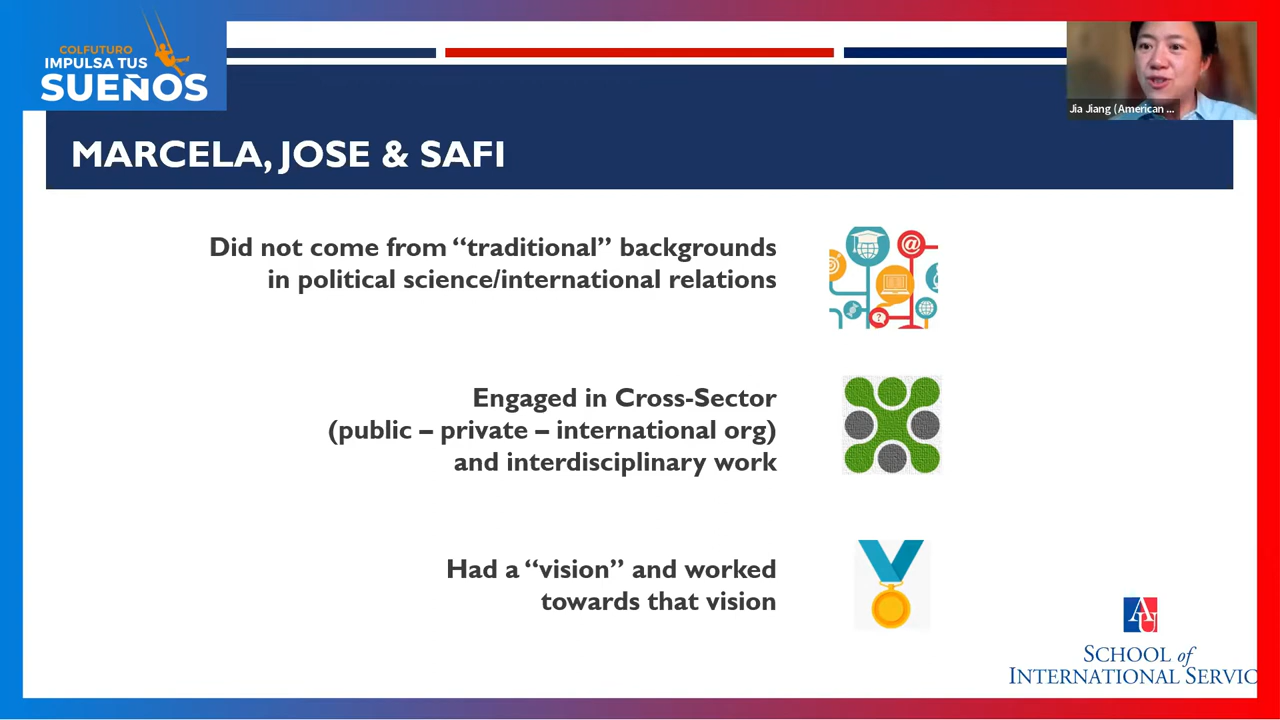 COLFUTURO
IMPULSA TUS
SUEÑOS
Jia Jiang (American ...
MARCELA, JOSE & SAFI
Did not come from “traditional” backgrounds
in political science/international relations
@
?
Engaged in Cross-Sector
(public – private – international org)
and interdisciplinary work
Had a “vision” and worked
towards that vision
AU
SCHOOL of
INTERNATIONAL SERVIC